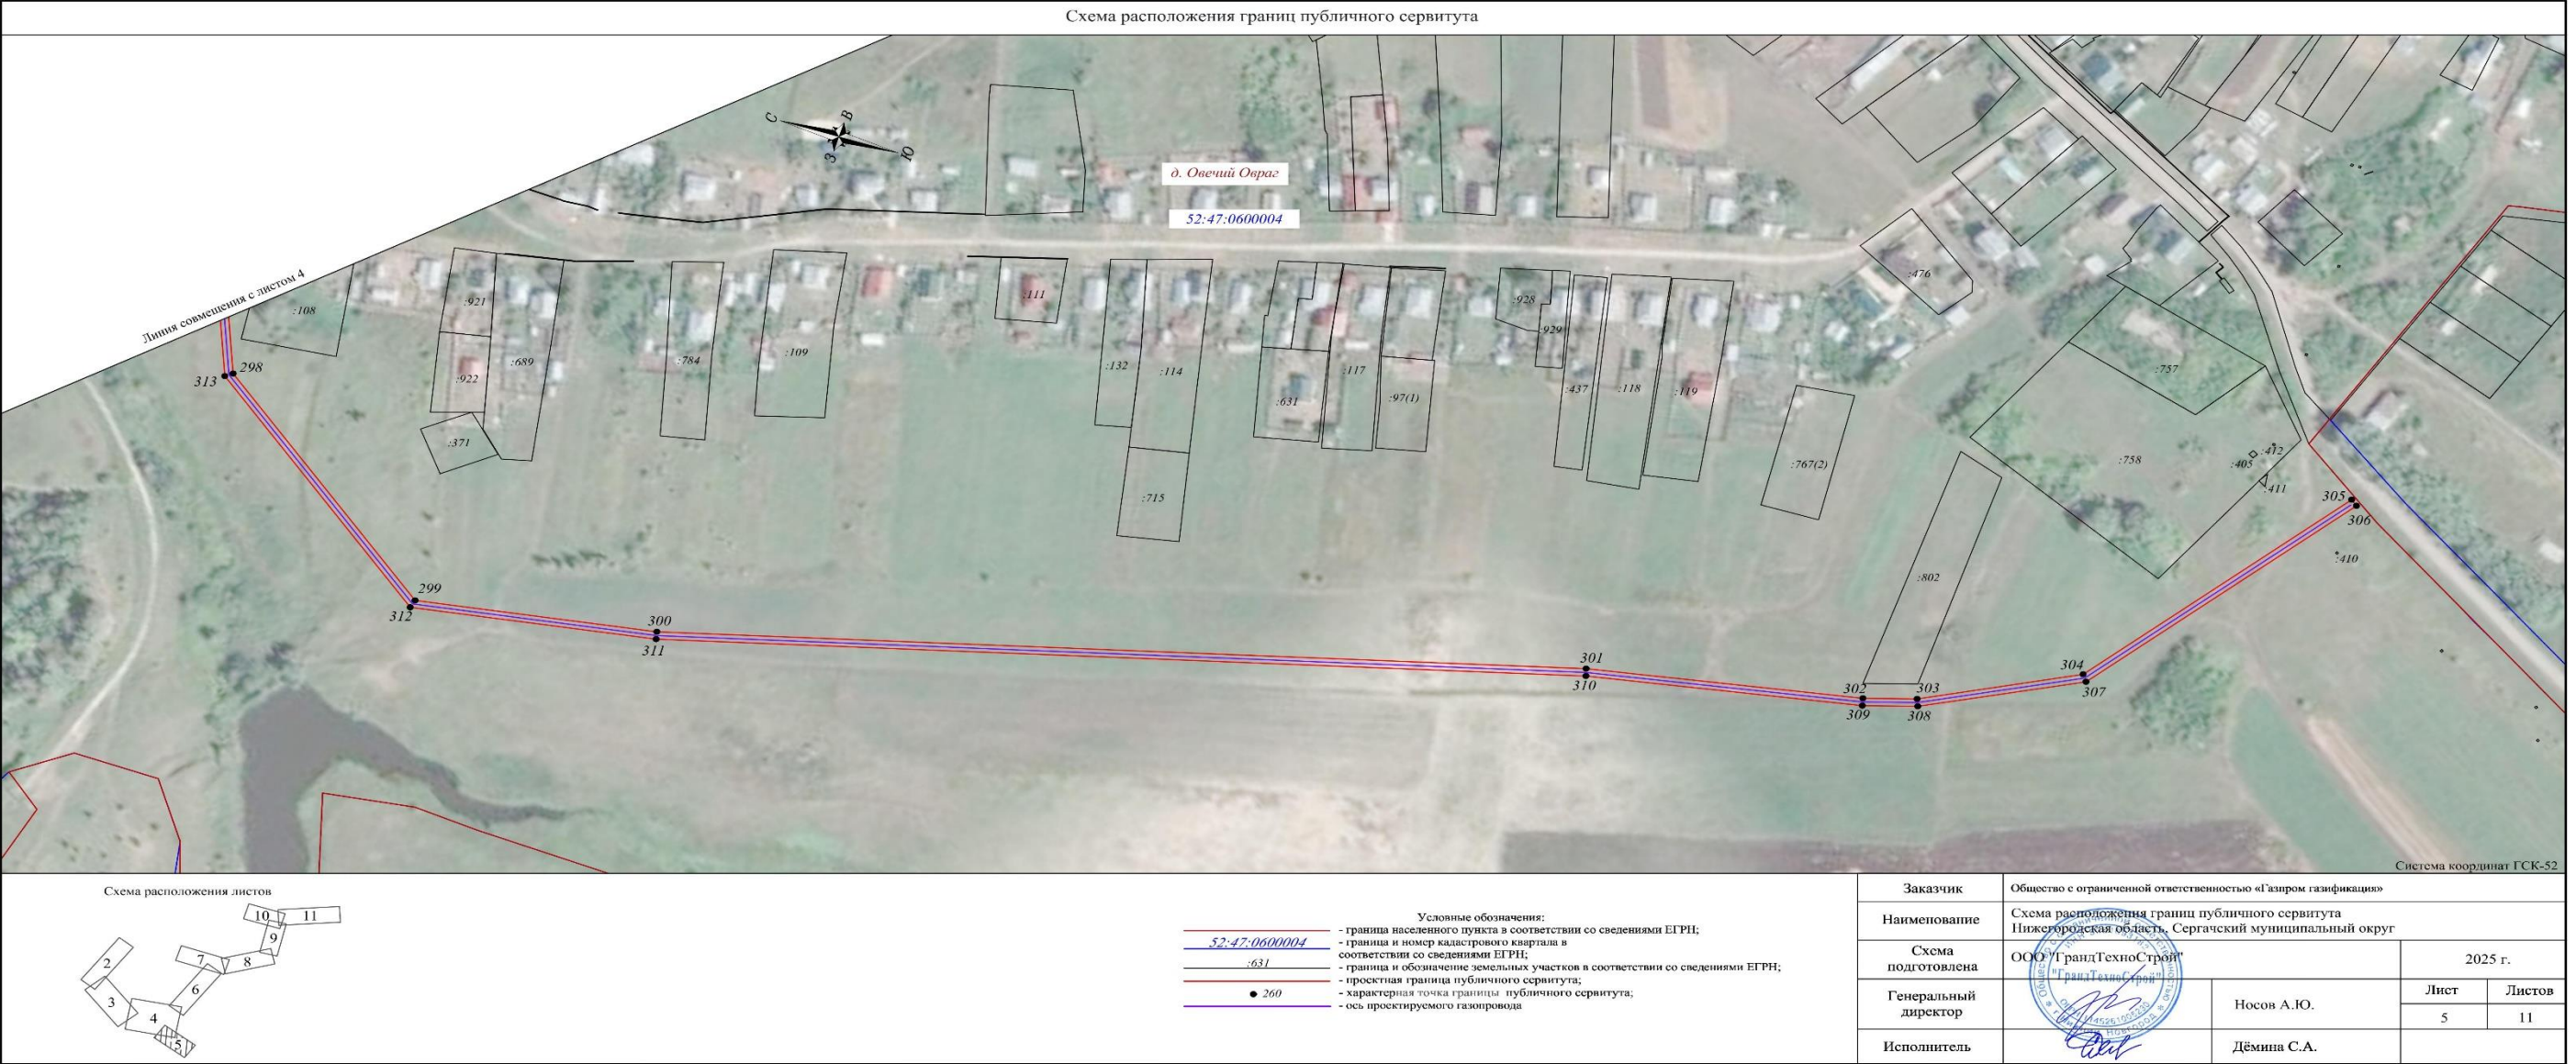 Схема расположения границ публичного сервитута
С
В
З
Ю
д. Овечий Овраг
52:47:0600004
Линия совмещения с листом 4
:108
:921
:922
:689
:371
:784
:109
:111
:132
:114
:715
:631
:117
:97(1)
:928
:929
:437
:118
:119
:767(2)
:476
:757
:758
:405
:412
:411
:410
:802
298
313
299
312
300
311
301
310
302
309
303
308
304
307
305
306
Система координат ГСК-52
Схема расположения листов
10
11
9
2
7
8
3
6
4
5
Условные обозначения:
- граница населенного пункта в соответствии со сведениями ЕГРН;
52:47:0600004 - граница и номер кадастрового квартала в
соответствии со сведениями ЕГРН;
:631 - граница и обозначение земельных участков в соответствии со сведениями ЕГРН;
- проектная граница публичного сервитута;
260 - характерная точка границы публичного сервитута;
- ось проектируемого газопровода
Заказчик Общество с ограниченной ответственностью «Газпром газификация»
Наименование Схема расположения границ публичного сервитута
Нижегородская область, Сергачский муниципальный округ
Схема
подготовлена ООО "ГрандТехноСтрой" 2025 г.
"ГрандТехноСтрой"
Генеральный
директор Носов А.Ю. Лист Листов
5 11
Исполнитель Дёмина С.А.